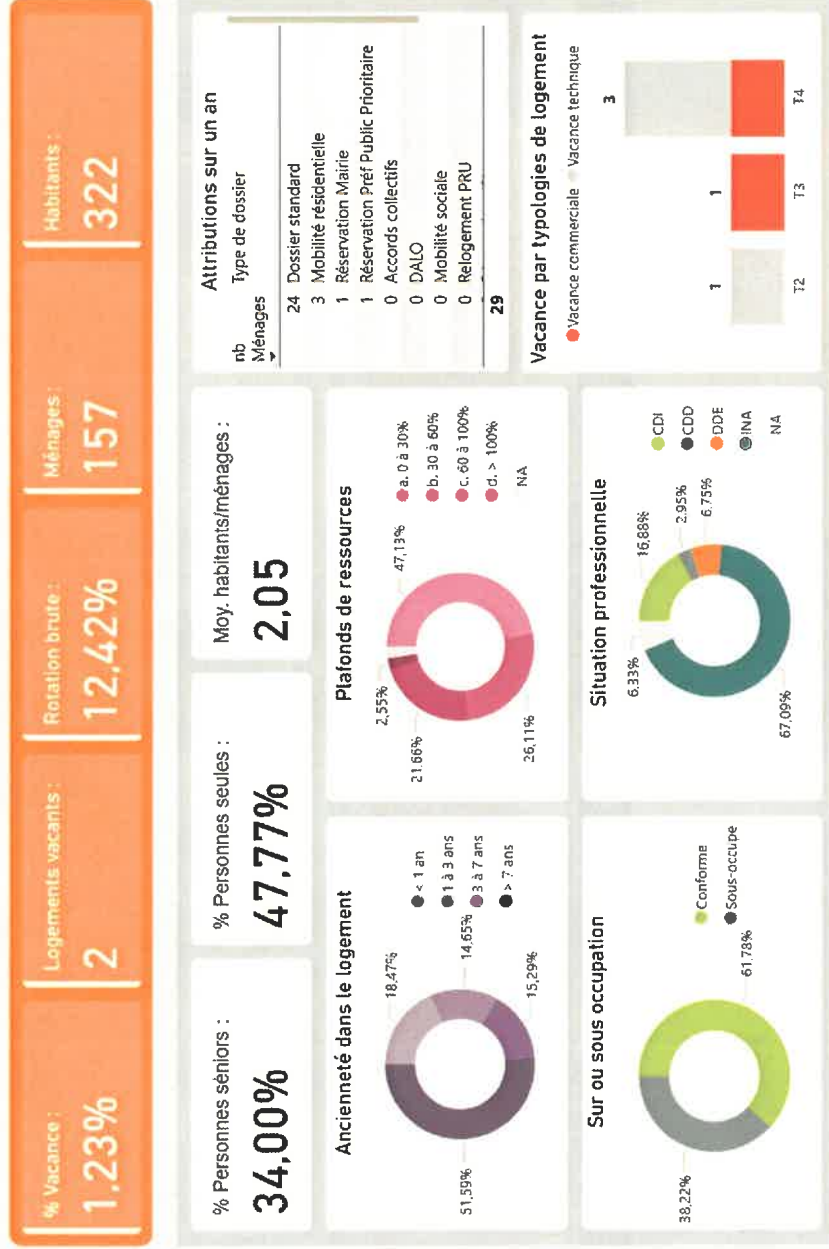 % Vacance :
1,23%
Logements vacants :
2
Rotation brute :
12,42%
Ménages :
157
Habitants :
322
% Personnes séniors :
34,00%
% Personnes seules :
47,77%
Moy. habitants/ménages :
2,05
Attributions sur un an
nb Ménages
Type de dossier
24 Dossier standard
3 Mobilité résidentielle
1 Réservation Mairie
1 Réservation Préf Public Prioritaire
0 Accords collectifs
0 DALO
0 Mobilité sociale
0 Relogement PRU
29
Ancienneté dans le logement
18,47%
14,65%
15,29%
51,59%
< 1 an
1 à 3 ans
3 à 7 ans
> 7 ans
Plafonds de ressources
2,55%
47,13%
21,66%
26,11%
a. 0 à 30%
b. 30 à 60%
c. 60 à 100%
d. > 100%
NA
Sur ou sous occupation
38,22%
61,78%
Conforme
Sous-occupe
Situation professionnelle
6,33%
16,88%
2,95%
6,75%
67,09%
CDI
CDD
DDE
INA
NA
Vacance par typologies de logement
Vacance commerciale
Vacance technique
1
1
3
T2
T3
T4